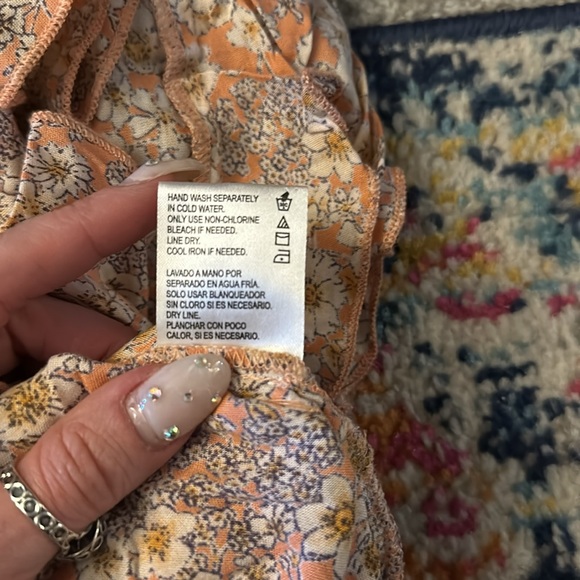 HAND WASH SEPARATELY
IN COLD WATER.
ONLY USE NON-CHLORINE
BLEACH IF NEEDED.
LINE DRY.
COOL IRON IF NEEDED.
LAVADO A MANO POR
SEPARADO EN AGUA FRÍA.
SOLO USAR BLANQUEADOR
SIN CLORO SI ES NECESARIO.
DRY LINE.
PLANCHAR CON POCO
CALOR, SI ES NECESARIO.